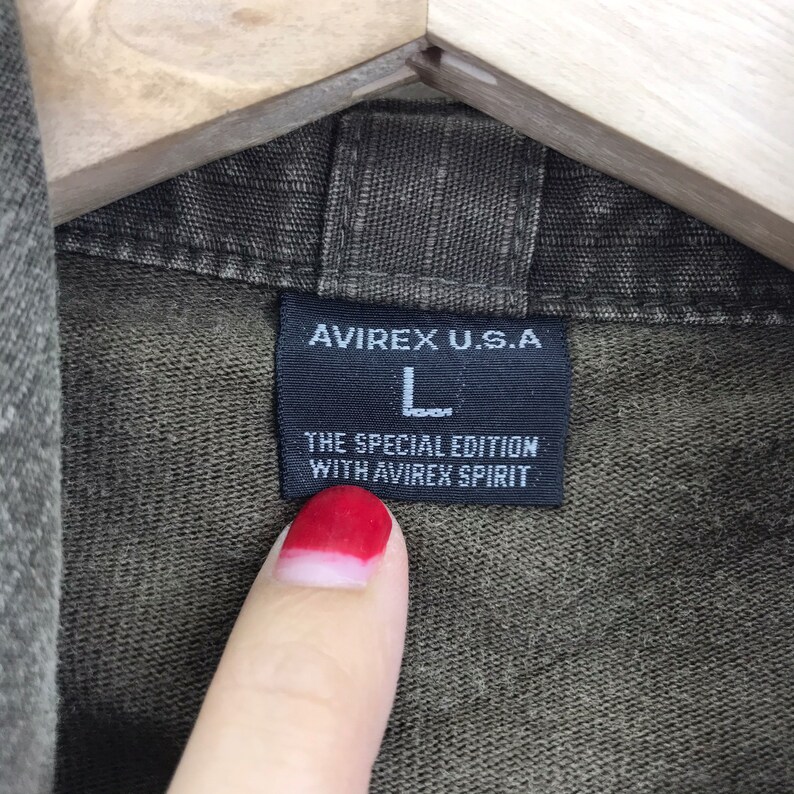 AVIREX U.S.A
L
THE SPECIAL EDITION
WITH AVIREX SPIRIT